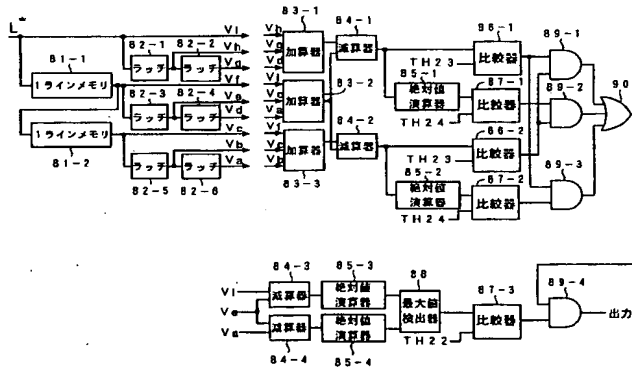 L*
81-1
1ラインメモリ
1ラインメモリ
81-2
82-1
82-2
ラッチ
ラッチ
82-3
82-4
ラッチ
ラッチ
ラッチ
ラッチ
82-5
82-6
Vi
Vh
Vg
Vf
Ve
Vd
Vc
Vb
Va
83-1
加算器
83-2
加算器
加算器
83-3
84-1
減算器
84-2
減算器
TH23
85-1
絶対値
演算器
TH24
TH23
85-2
絶対値
演算器
TH24
86-1
比較器
87-1
比較器
86-2
比較器
87-2
比較器
89-1
89-2
89-3
90
84-3
Vi
減算器
Ve
減算器
Va
84-4
85-3
絶対値
演算器
絶対値
演算器
85-4
88
最大値
検出器
TH22
87-3
比較器
89-4
出力